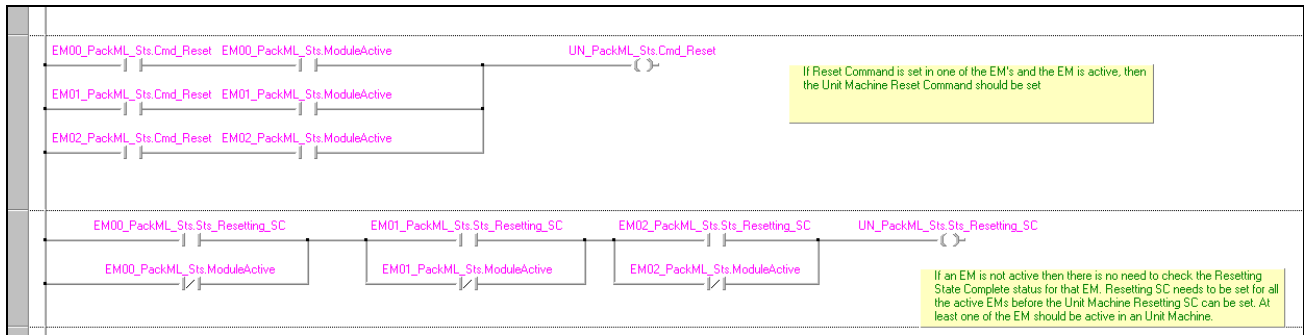 EM00_PackML_Sts.Cmd_Reset EM00_PackML_Sts.ModuleActive UN_PackML_Sts.Cmd_Reset
If Reset Command is set in one of the EM's and the EM is active, then
the Unit Machine Reset Command should be set
EM01_PackML_Sts.Cmd_Reset EM01_PackML_Sts.ModuleActive
EM02_PackML_Sts.Cmd_Reset EM02_PackML_Sts.ModuleActive
EM00_PackML_Sts.Sts_Resetting_SC EM01_PackML_Sts.Sts_Resetting_SC EM02_PackML_Sts.Sts_Resetting_SC UN_PackML_Sts.Sts_Resetting_SC
EM00_PackML_Sts.ModuleActive EM01_PackML_Sts.ModuleActive EM02_PackML_Sts.ModuleActive
If an EM is not active then there is no need to check the Resetting
State Complete status for that EM. Resetting SC needs to be set for all
the active EMs before the Unit Machine Resetting SC can be set. At
least one of the EM should be active in an Unit Machine.